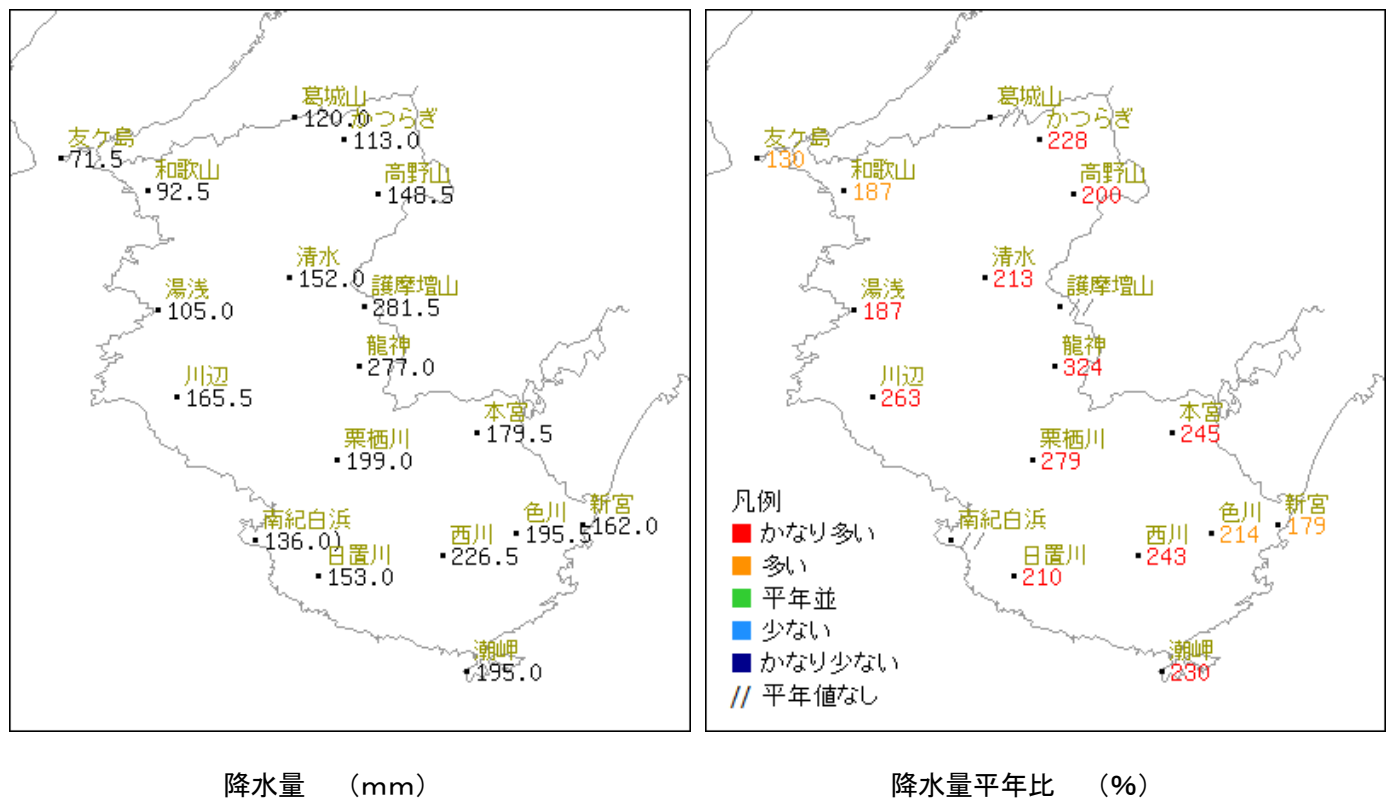 葛城山
120.0
かつらぎ
113.0
友ケ島
71.5
和歌山
92.5
高野山
148.5
清水
152.0
護摩壇山
281.5
湯浅
105.0
龍神
277.0
川辺
165.5
本宮
179.5
栗栖川
199.0
新宮
162.0
色川
195.5
南紀白浜
136.0)
西川
226.5
日置川
153.0
潮岬
195.0
降水量 （mm）
葛城山
//
かつらぎ
228
友ケ島
130
和歌山
187
高野山
200
清水
213
護摩壇山
//
湯浅
187
龍神
324
川辺
263
本宮
245
栗栖川
279
新宮
179
色川
214
南紀白浜
//
西川
243
日置川
210
潮岬
230
凡例
かなり多い
多い
平年並
少ない
かなり少ない
// 平年値なし
降水量平年比 （%）